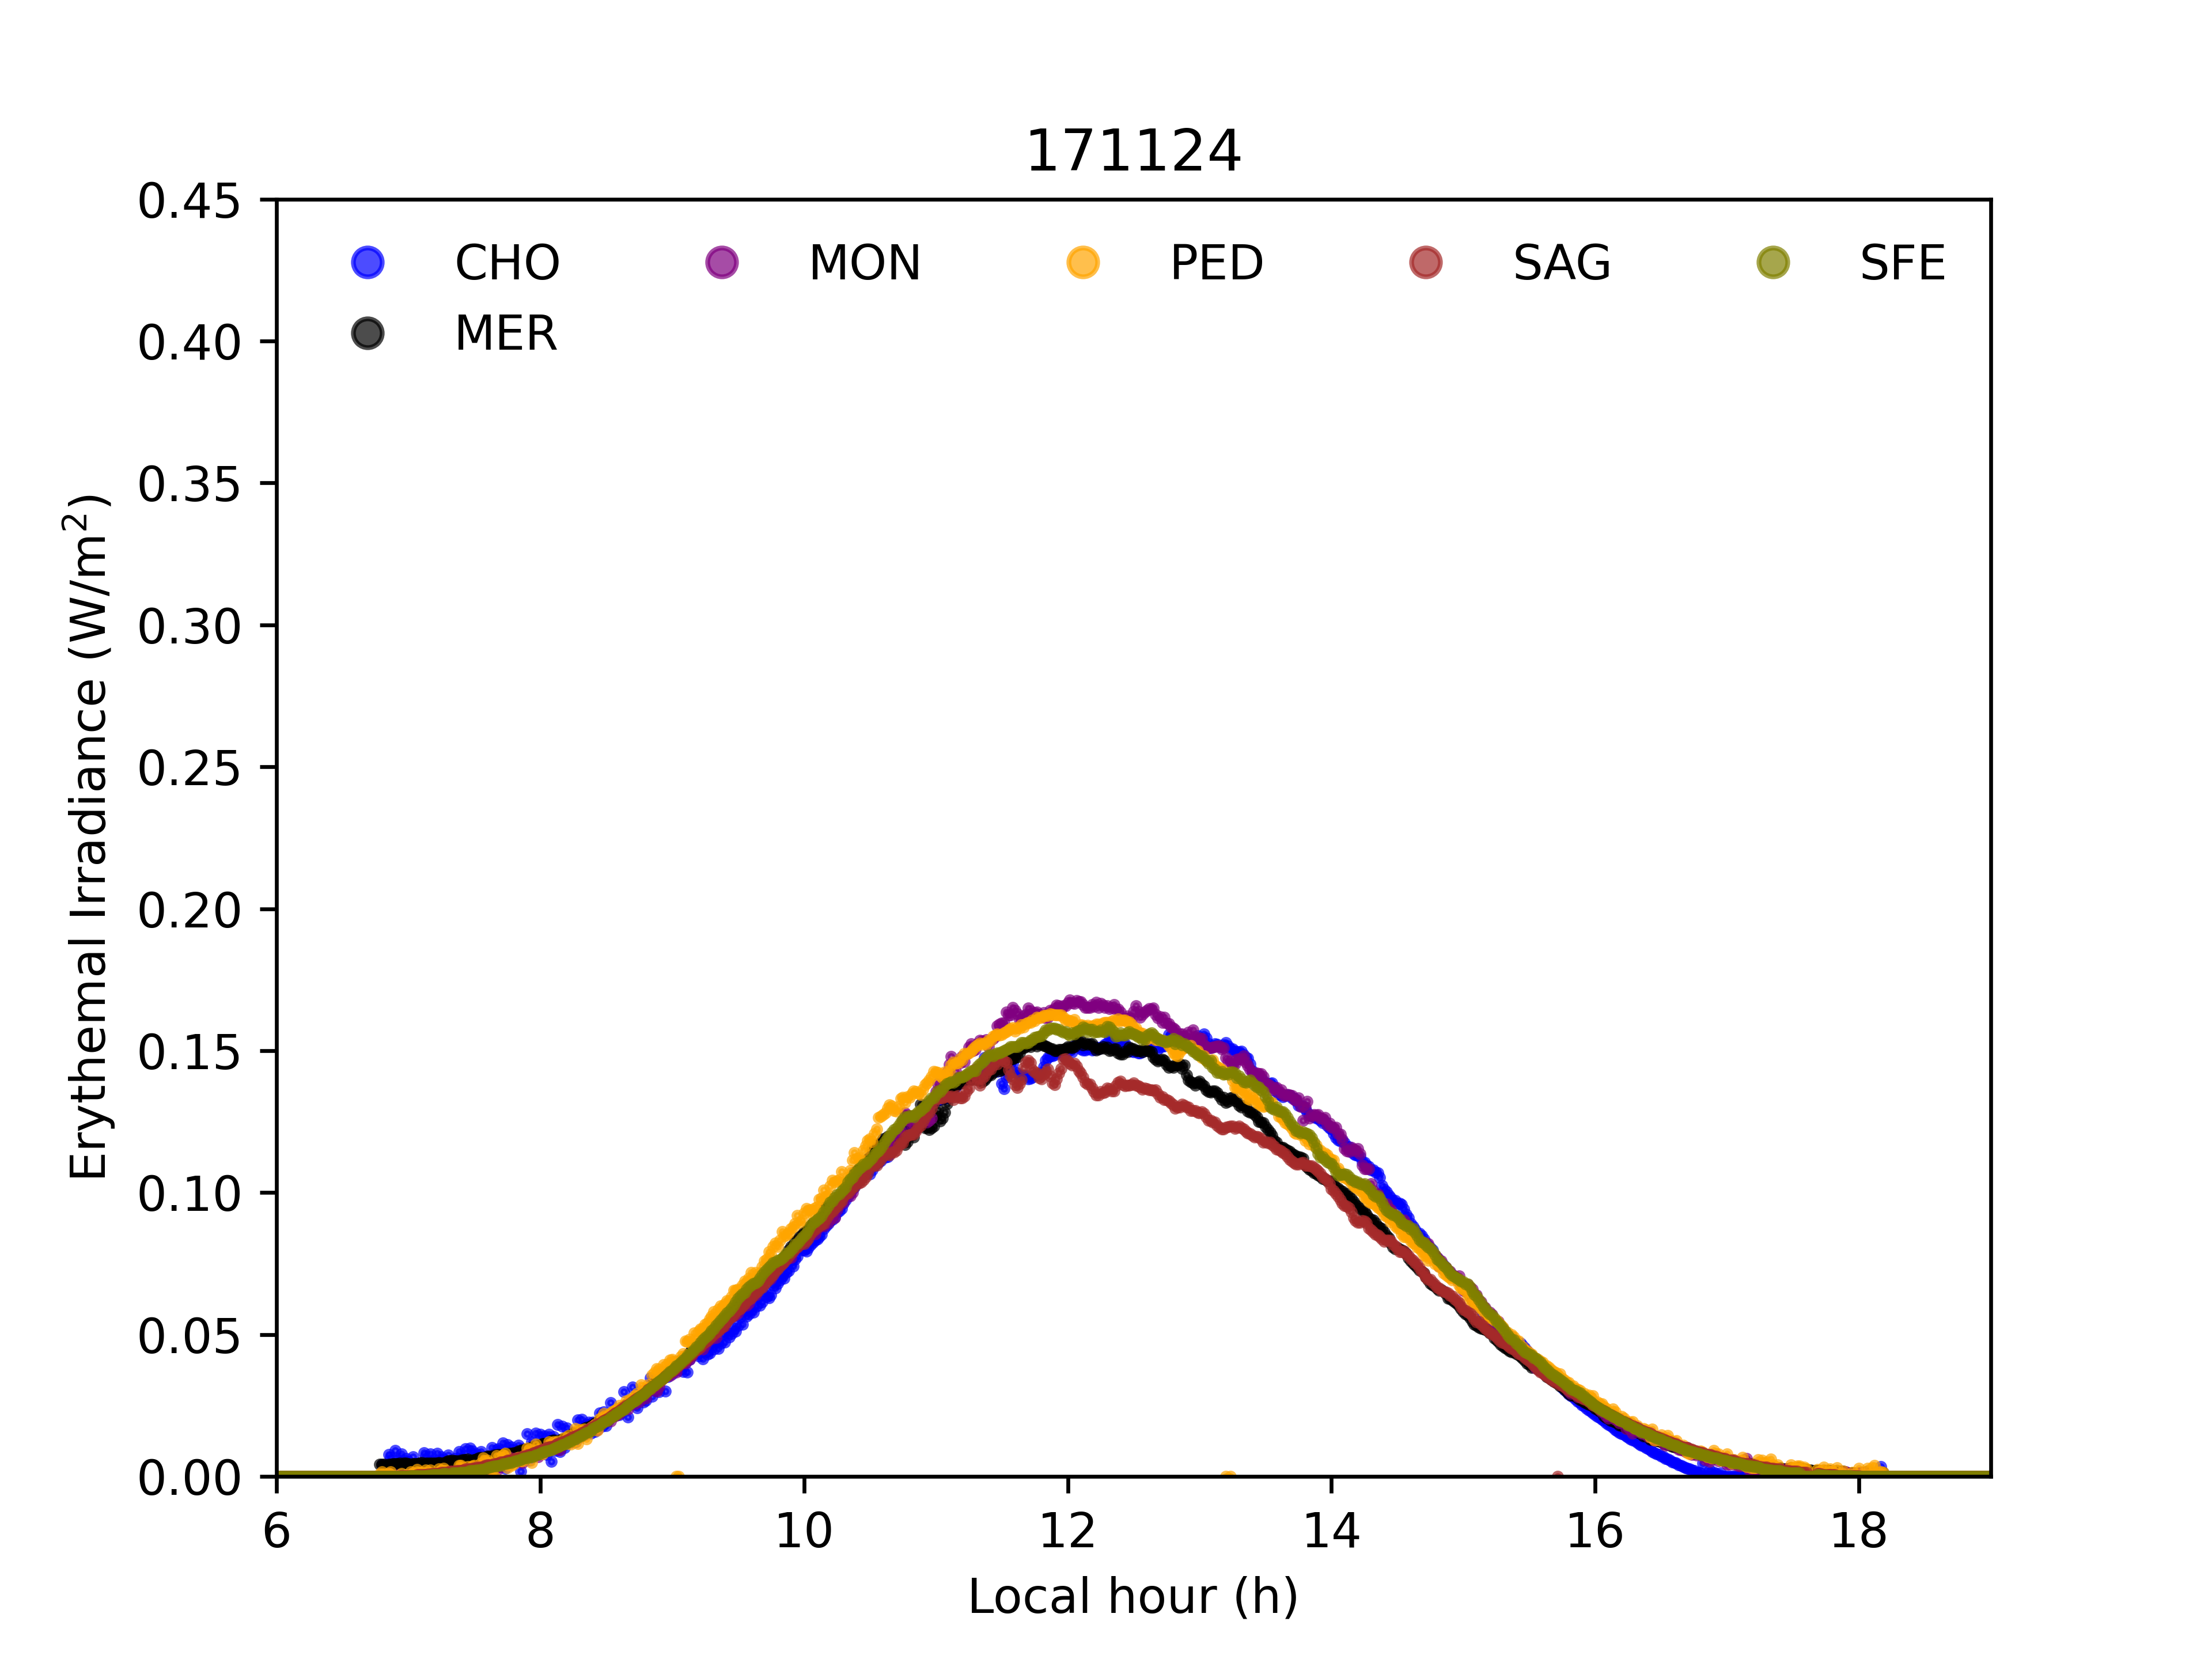 171124
0.45
CHO MON PED SAG SFE
MER
0.40
0.35
0.30
0.25
0.20
0.15
0.10
0.05
0.00
Erythemal Irradiance (W/m²)
6 8 10 12 14 16 18
Local hour (h)